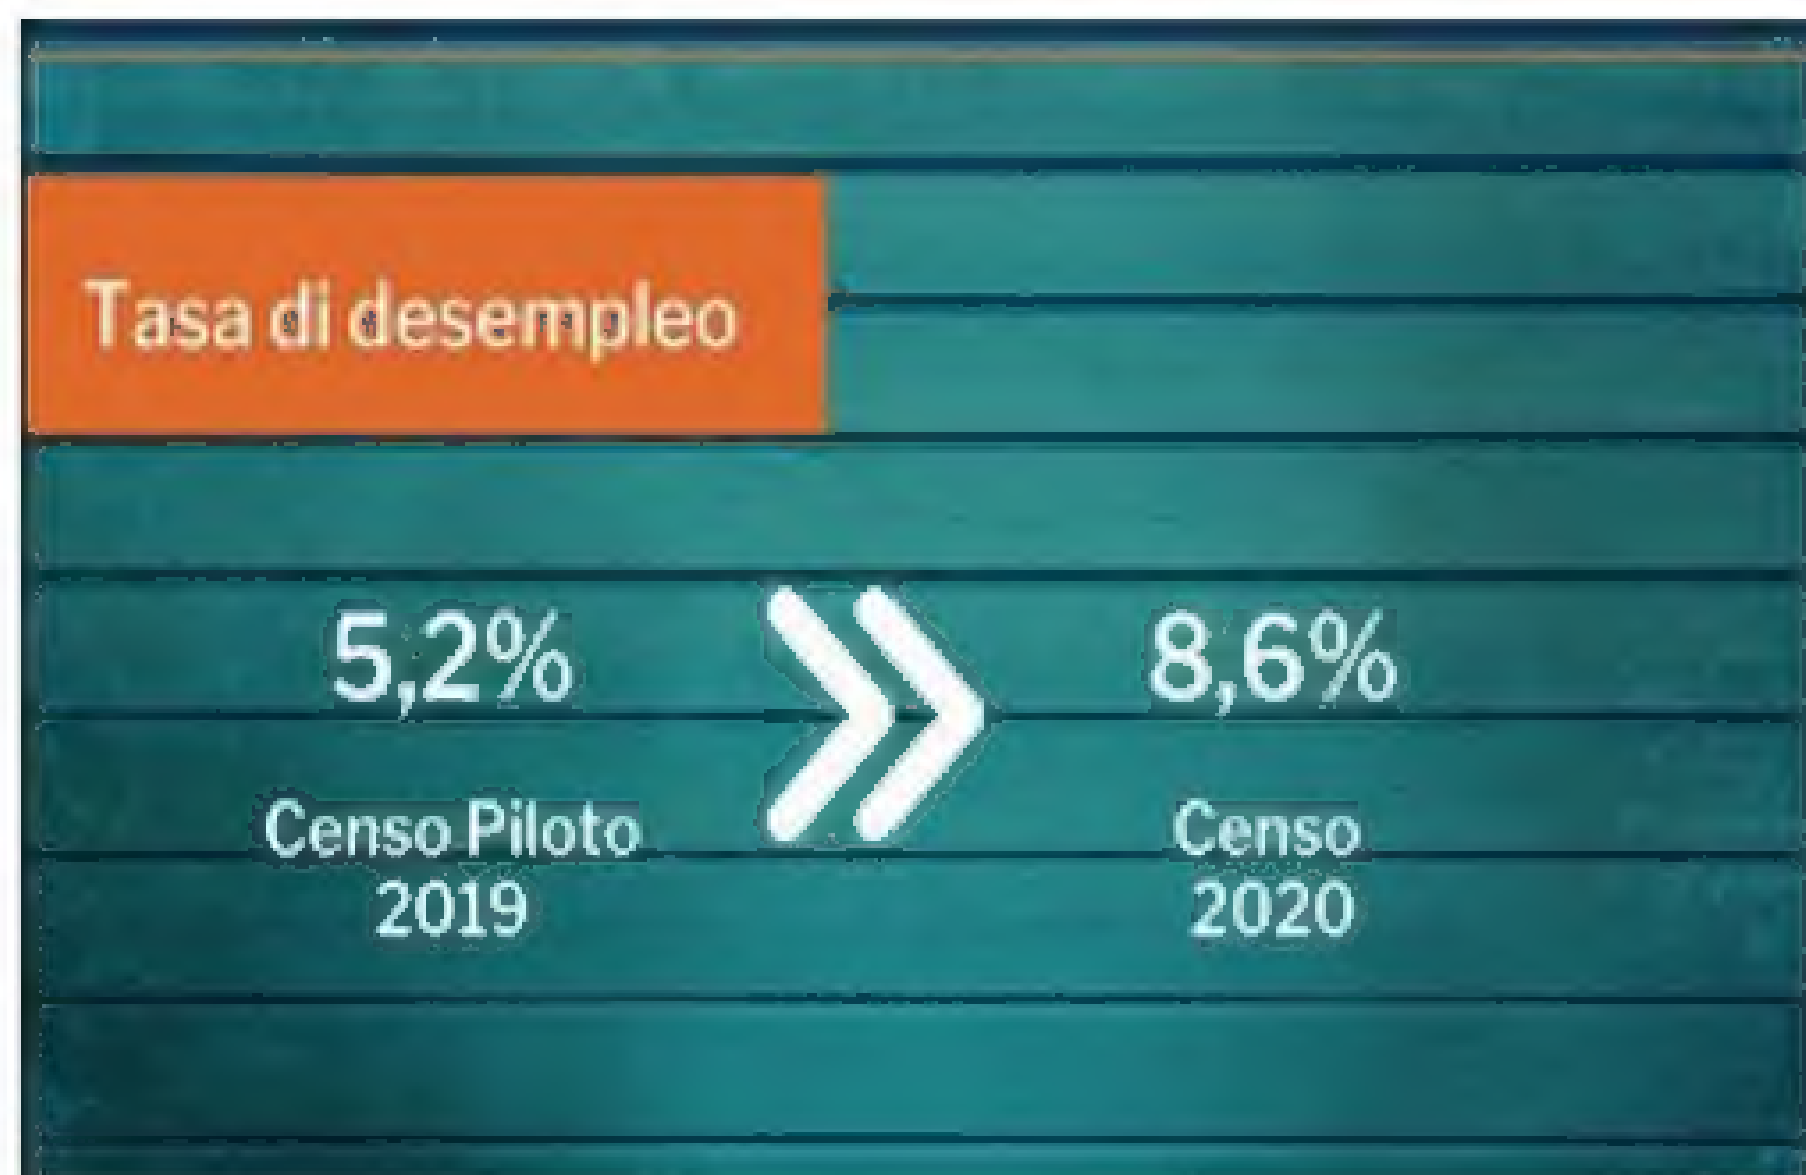 Tasa di desempleo
5,2%
8,6%
Censo Piloto
2019
Censo
2020